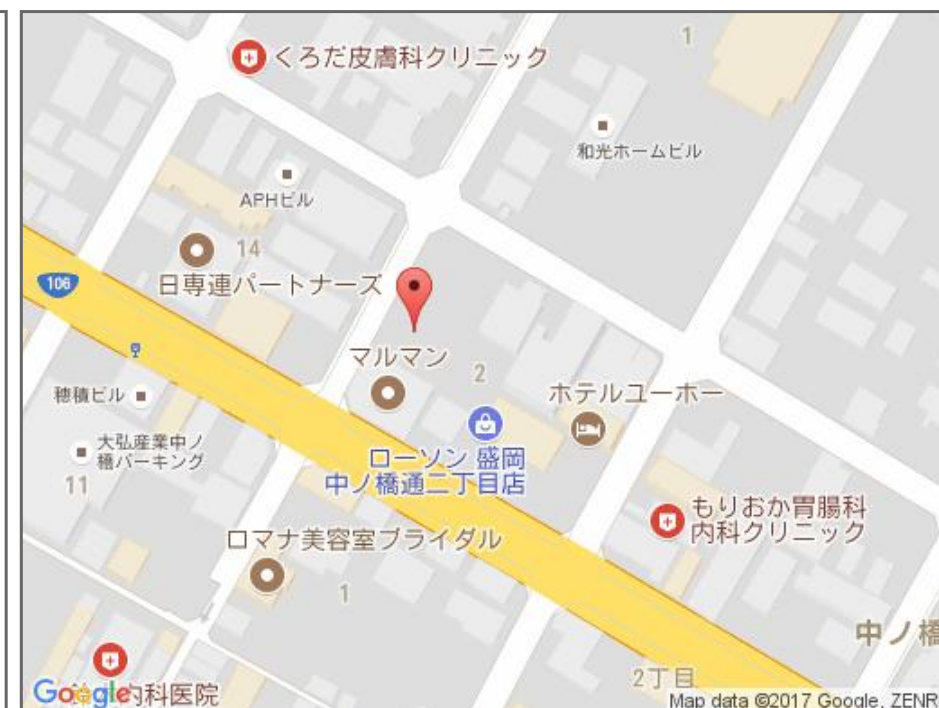 くろだ皮膚科クリニック
1
和光ホームビル
APHビル
14
日専連パートナーズ
106
マルマン
2
ホテルユーホー
穂積ビル
大弘産業中ノ
橋パーキング
11
ローソン 盛岡
中ノ橋通二丁目店
もりおか胃腸科
内科クリニック
ロマナ美容室ブライダル
1
中ノ橋
2丁目
Google
内科医院
Map data ©2017 Google, ZENR